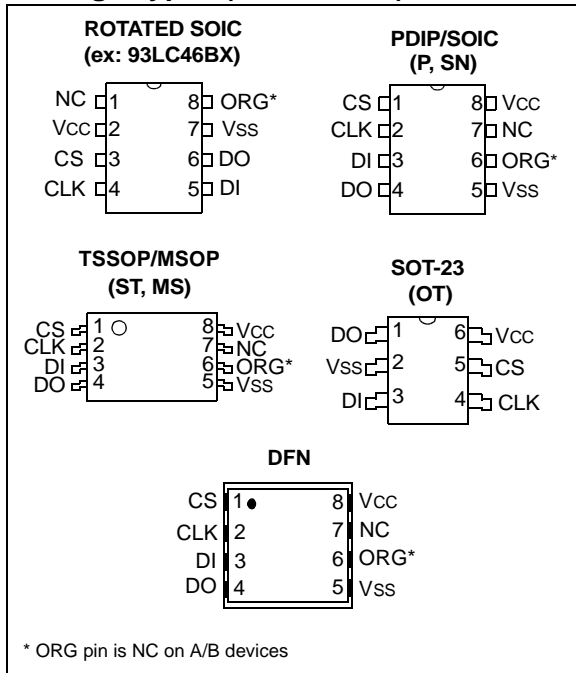 ROTATED SOIC
(ex: 93LC46BX)
NC 1 8 ORG*
VCC 2 7 VSS
CS 3 6 DO
CLK 4 5 DI
PDIP/SOIC
(P, SN)
CS 1 8 VCC
CLK 2 7 NC
DI 3 6 ORG*
DO 4 5 VSS
TSSOP/MSOP
(ST, MS)
CS 1 8 VCC
CLK 2 7 NC
DI 3 6 ORG*
DO 4 5 VSS
SOT-23
(OT)
DO 1 6 VCC
VSS 2 5 CS
DI 3 4 CLK
DFN
CS 1 8 VCC
CLK 2 7 NC
DI 3 6 ORG*
DO 4 5 VSS
* ORG pin is NC on A/B devices